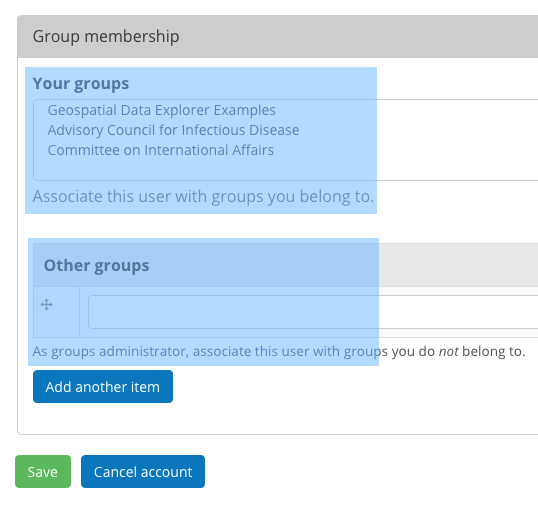 Group membership
Your groups
Geospatial Data Explorer Examples
Advisory Council for Infectious Disease
Committee on International Affairs
Associate this user with groups you belong to.
Other groups
As groups administrator, associate this user with groups you do not belong to.
Add another item
Save Cancel account